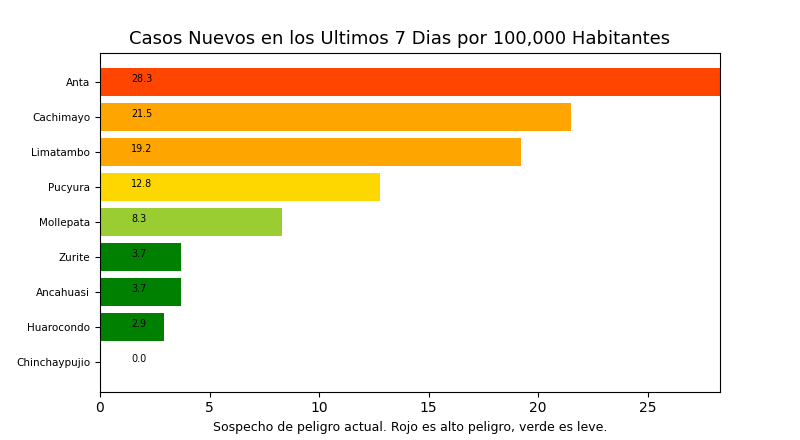 Casos Nuevos en los Ultimos 7 Dias por 100,000 Habitantes
Anta 28.3
Cachimayo 21.5
Limatambo 19.2
Pucyura 12.8
Mollepata 8.3
Zurite 3.7
Ancahuasi 3.7
Huarocondo 2.9
Chinchaypujio 0.0
0 5 10 15 20 25
Sospecho de peligro actual. Rojo es alto peligro, verde es leve.